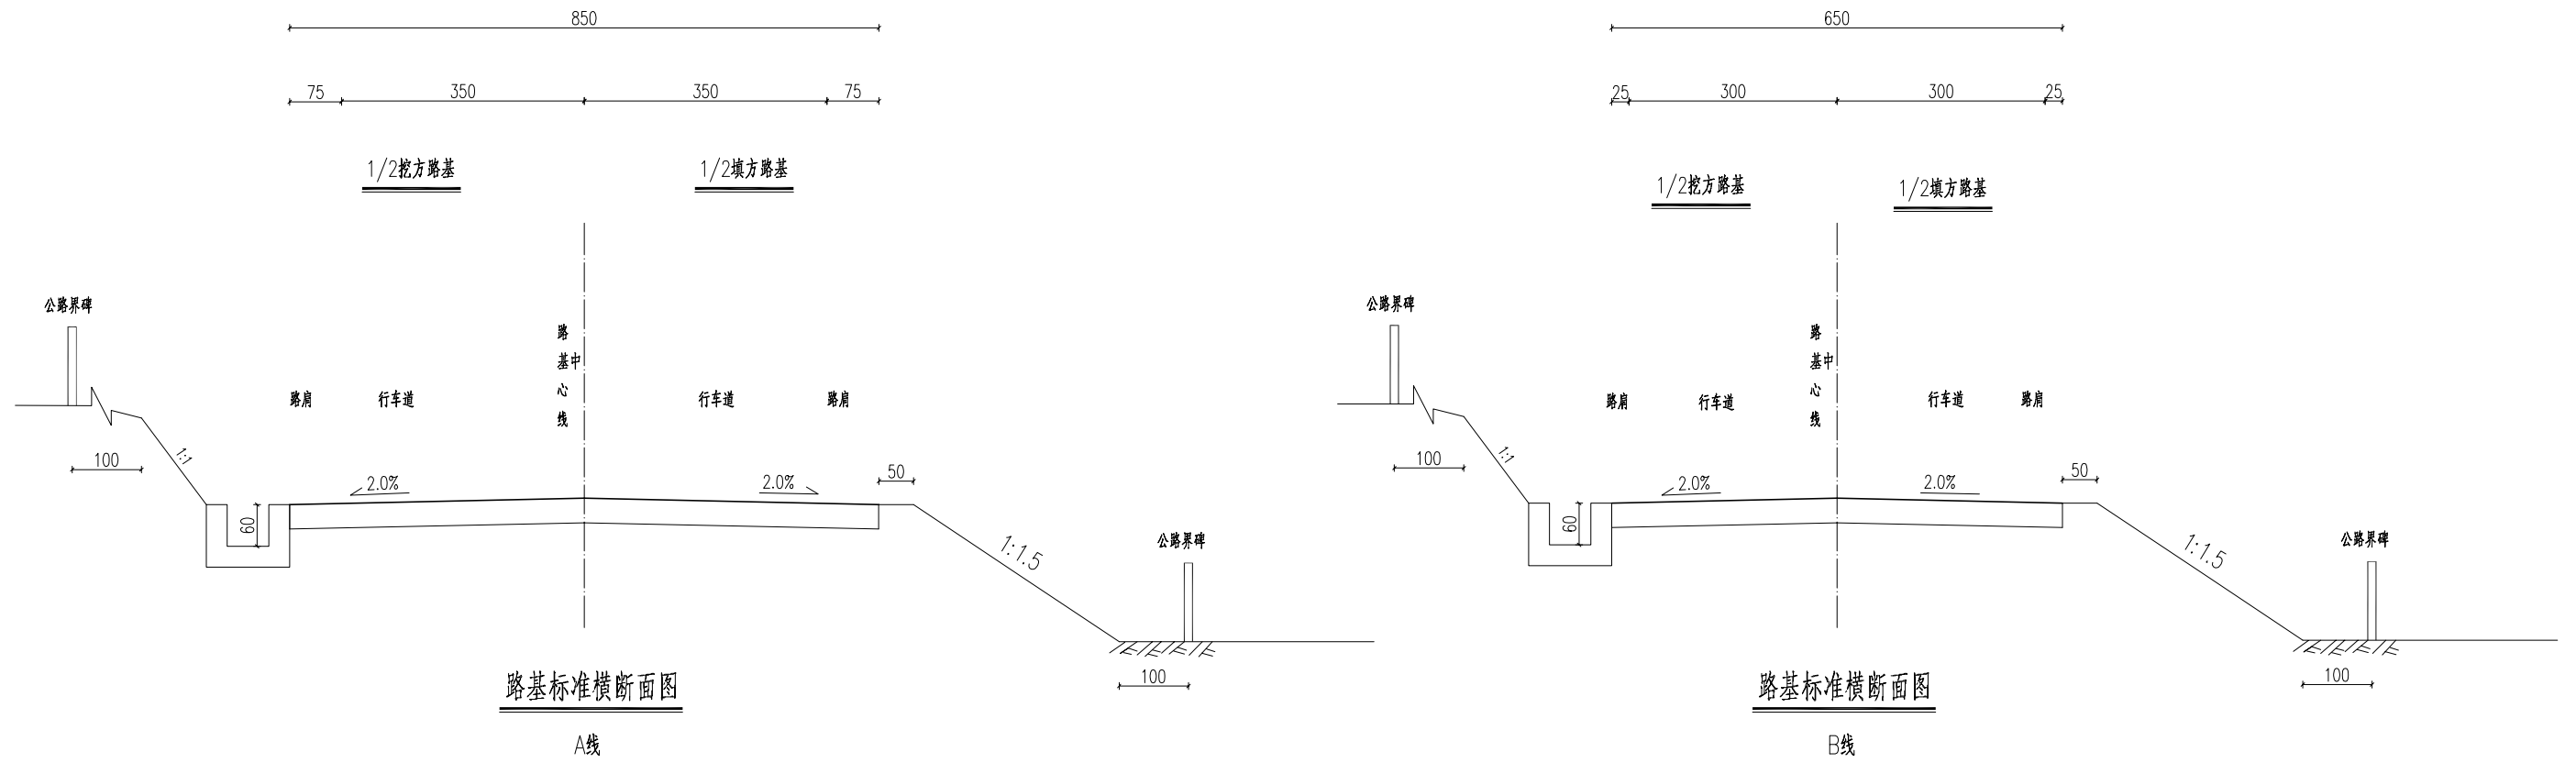 850
75 350 350 75
1/2挖方路基
1/2填方路基
公路界碑
路基中心线
路肩
行车道
行车道
路肩
100
1:1
2.0%
2.0%
50
60
1:1.5
公路界碑
100
路基标准横断面图
A线
650
25 300 300 25
1/2挖方路基
1/2填方路基
公路界碑
路基中心线
路肩
行车道
行车道
路肩
100
1:1
2.0%
2.0%
50
60
1:1.5
公路界碑
100
路基标准横断面图
B线